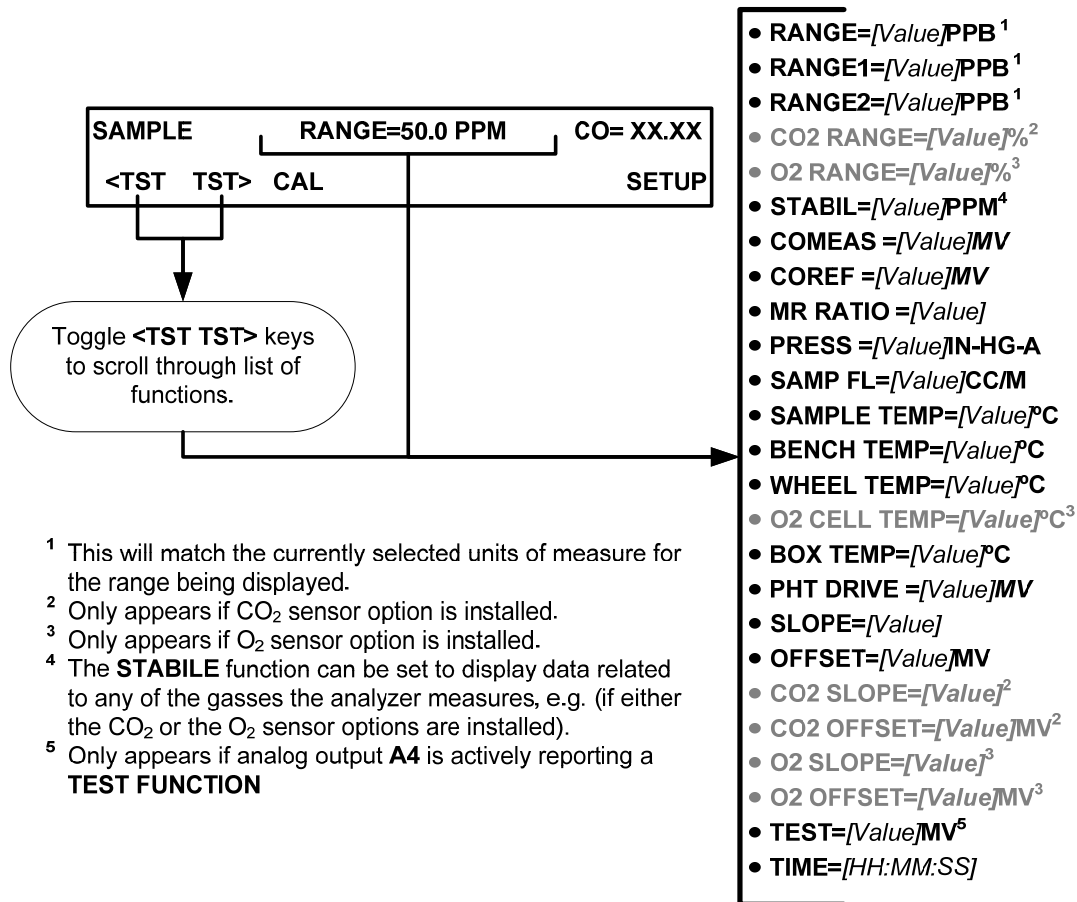 SAMPLE RANGE=50.0 PPM CO= XX.XX
<TST TST> CAL SETUP
Toggle <TST TST> keys
to scroll through list of
functions.
• RANGE=[Value]PPB¹
• RANGE1=[Value]PPB¹
• RANGE2=[Value]PPB¹
• CO2 RANGE=[Value]%²
• O2 RANGE=[Value]%³
• STABIL=[Value]PPM⁴
• COMEAS =[Value]MV
• COREF =[Value]MV
• MR RATIO =[Value]
• PRESS =[Value]IN-HG-A
• SAMP FL=[Value]CC/M
• SAMPLE TEMP=[Value]ºC
• BENCH TEMP=[Value]ºC
• WHEEL TEMP=[Value]ºC
• O2 CELL TEMP=[Value]ºC³
• BOX TEMP=[Value]ºC
• PHT DRIVE =[Value]MV
• SLOPE=[Value]
• OFFSET=[Value]MV
• CO2 SLOPE=[Value]²
• CO2 OFFSET=[Value]MV²
• O2 SLOPE=[Value]³
• O2 OFFSET=[Value]MV³
• TEST=[Value]MV⁵
• TIME=[HH:MM:SS]
¹ This will match the currently selected units of measure for
the range being displayed.
² Only appears if CO₂ sensor option is installed.
³ Only appears if O₂ sensor option is installed.
⁴ The STABILE function can be set to display data related
to any of the gasses the analyzer measures, e.g. (if either
the CO₂ or the O₂ sensor options are installed).
⁵ Only appears if analog output A4 is actively reporting a
TEST FUNCTION